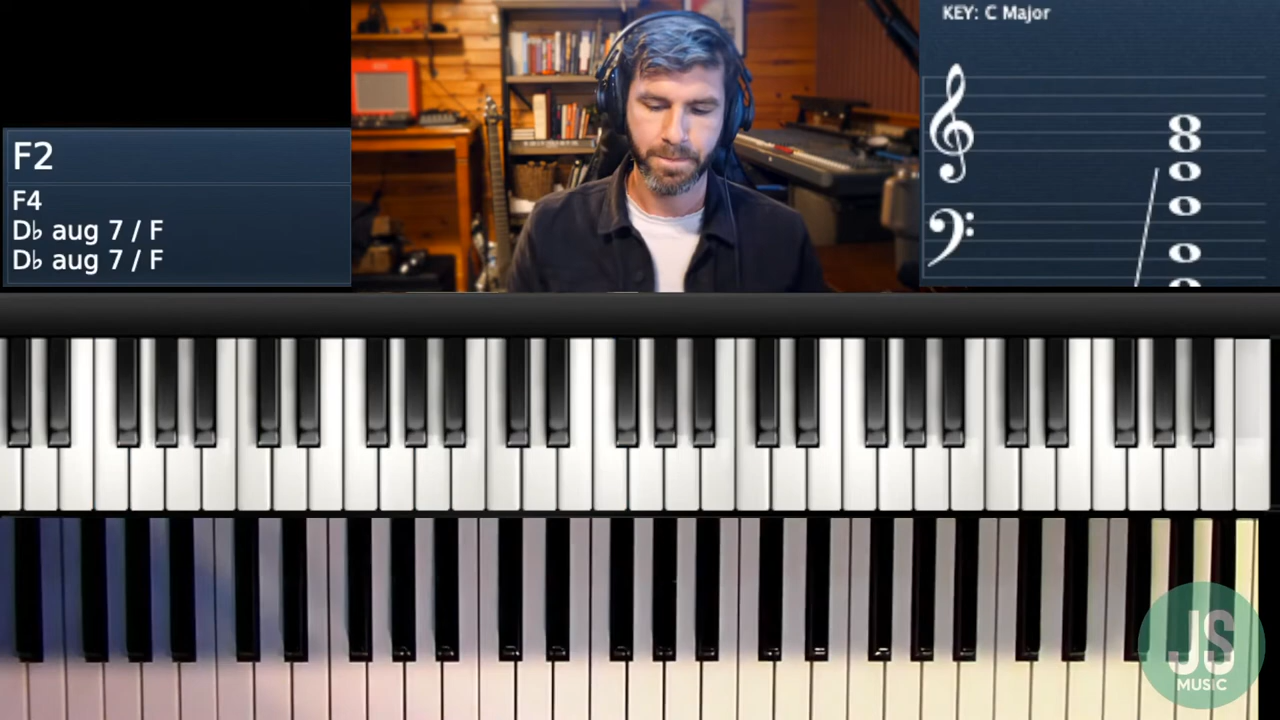 KEY: C Major
F2
F4
D♭ aug 7 / F
D♭ aug 7 / F
JS
MUSIC